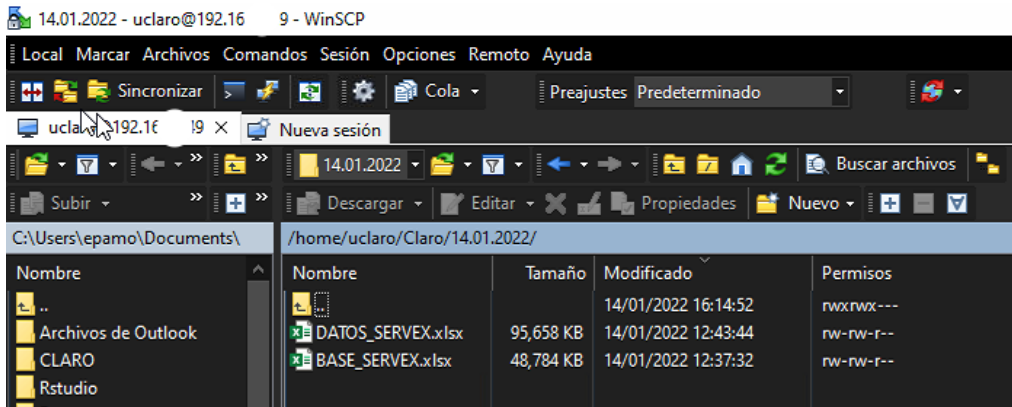 14.01.2022 - uclaro@192.16 9 - WinSCP
Local Marcar Archivos Comandos Sesión Opciones Remoto Ayuda
Sincronizar Cola Preajustes Predeterminado
9 × Nueva sesión
14.01.2022 Buscar archivos
Subir Descargar Editar Propiedades Nuevo
C:\Users\epamo\Documents\ /home/uclaro/Claro/14.01.2022/
Nombre Nombre Tamaño Modificado Permisos
.. .. 14/01/2022 16:14:52 rwxrwx---
Archivos de Outlook DATOS_SERVEX.xlsx 95,658 KB 14/01/2022 12:43:44 rw-rw-r--
CLARO BASE_SERVEX.xlsx 48,784 KB 14/01/2022 12:37:32 rw-rw-r--
Rstudio